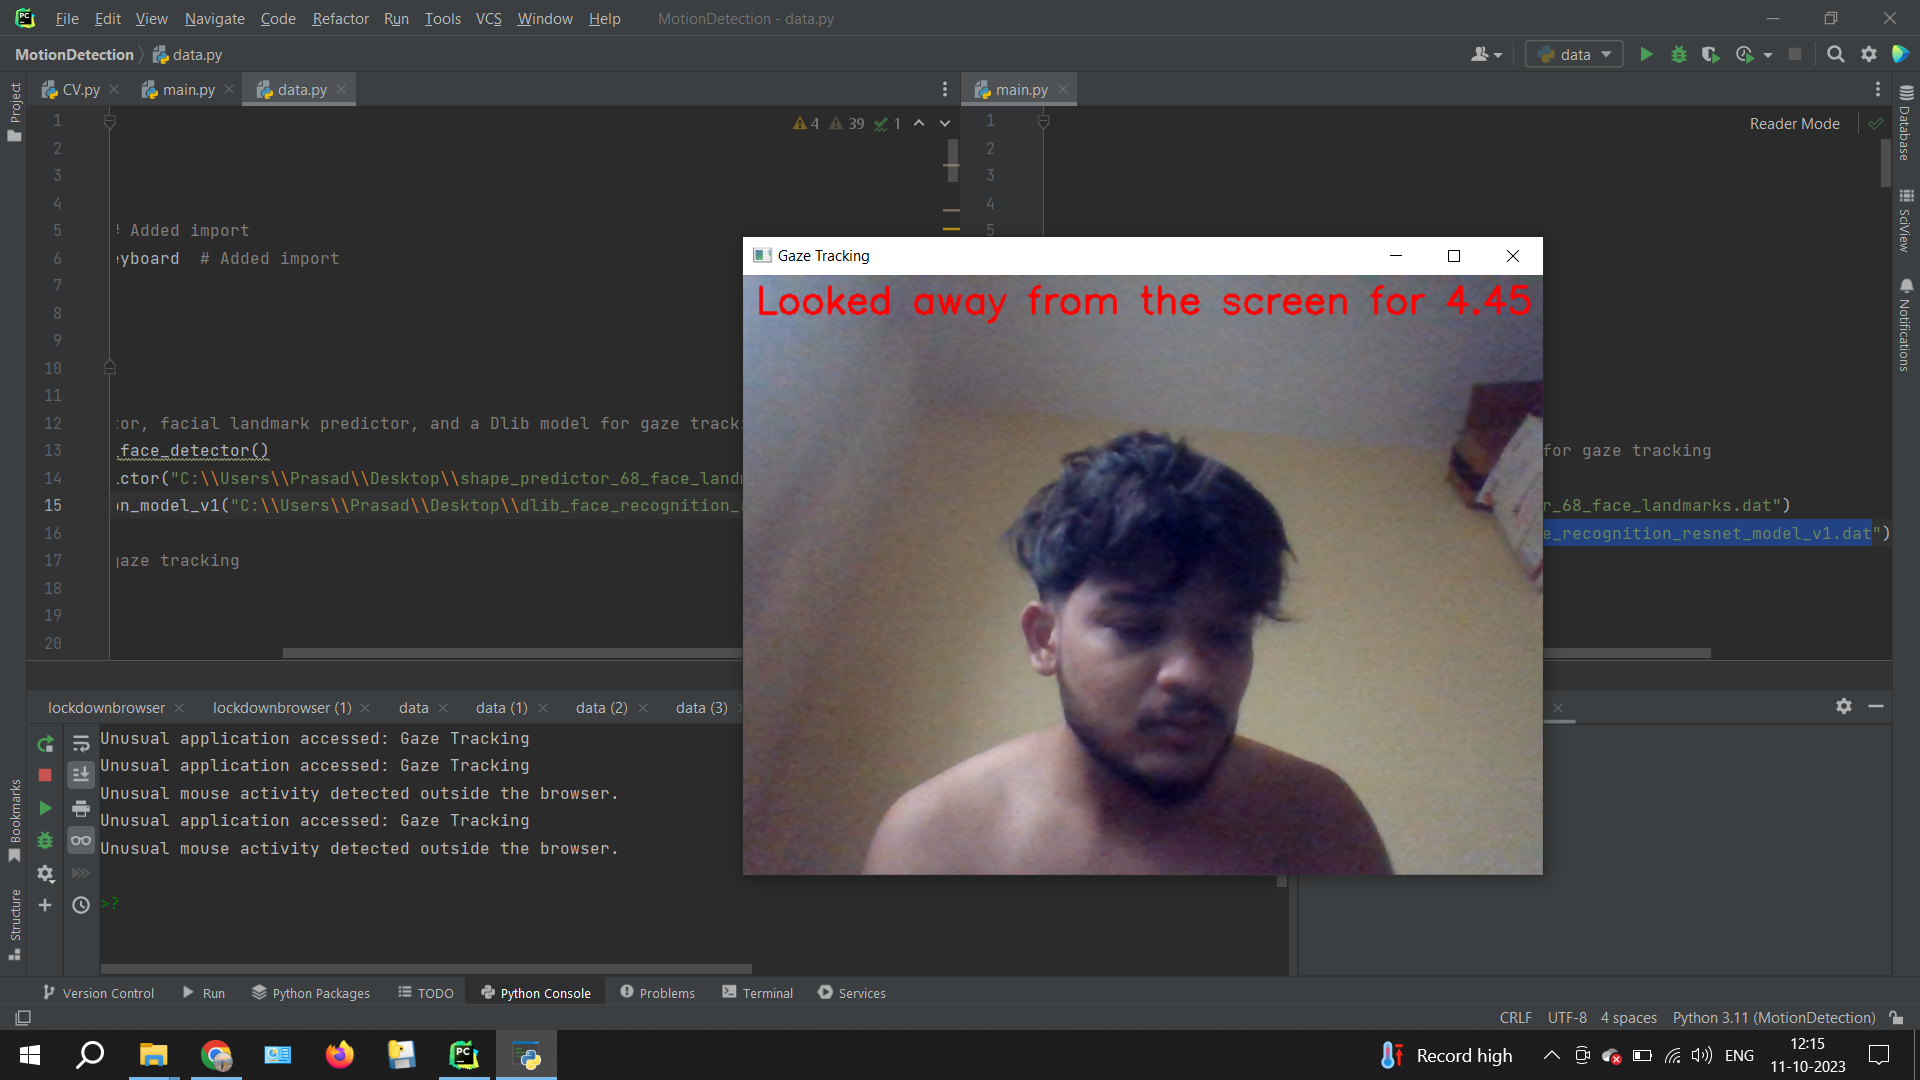 File Edit View Navigate Code Refactor Run Tools VCS Window Help MotionDetection - data.py
MotionDetection data.py
data
CV.py main.py data.py
main.py
Project
Database
SciView
Notifications
4 39 1
Reader Mode
1
2
3
4
5 # Added import
6 eyboard # Added import
7
8
9
10
11
12 tor, facial landmark predictor, and a Dlib model for gaze tracki
13 _face_detector()
14 ictor("C:\\Users\\Prasad\\Desktop\\shape_predictor_68_face_landm
15 on_model_v1("C:\\Users\\Prasad\\Desktop\\dlib_face_recognition_
16
17 gaze tracking
18
19
20
1
2
3
4
5
for gaze tracking
r_68_face_landmarks.dat")
e_recognition_resnet_model_v1.dat")
Gaze Tracking
Looked away from the screen for 4.45
lockdownbrowser lockdownbrowser (1) data data (1) data (2) data (3)
Unusual application accessed: Gaze Tracking
Unusual application accessed: Gaze Tracking
Unusual mouse activity detected outside the browser.
Unusual application accessed: Gaze Tracking
Unusual mouse activity detected outside the browser.
>?
Bookmarks
Structure
Version Control Run Python Packages TODO Python Console Problems Terminal Services
CRLF UTF-8 4 spaces Python 3.11 (MotionDetection)
Record high ENG
12:15
11-10-2023